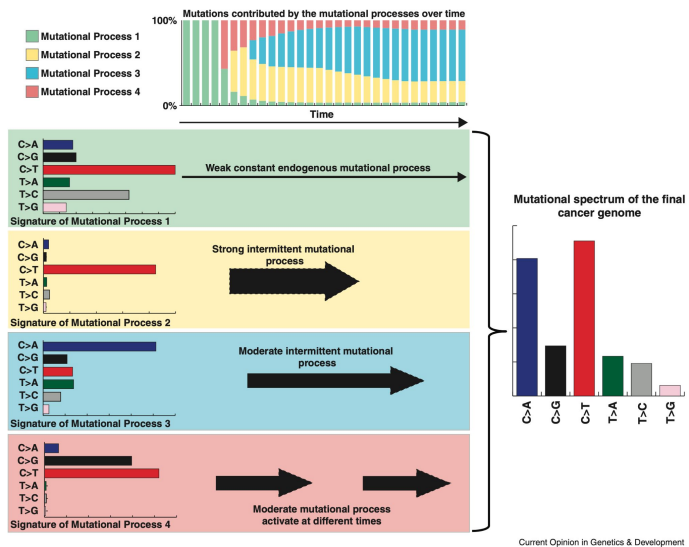 Mutations contributed by the mutational processes over time
Mutational Process 1
Mutational Process 2
Mutational Process 3
Mutational Process 4
100%
0%
Time
C>A
C>G
C>T
T>A
T>C
T>G
Signature of Mutational Process 1
Weak constant endogenous mutational process
C>A
C>G
C>T
T>A
T>C
T>G
Signature of Mutational Process 2
Strong intermittent mutational
process
C>A
C>G
C>T
T>A
T>C
T>G
Signature of Mutational Process 3
Moderate intermittent mutational
process
C>A
C>G
C>T
T>A
T>C
T>G
Signature of Mutational Process 4
Moderate mutational process
activate at different times
Mutational spectrum of the final
cancer genome
C>A
C>G
C>T
T>A
T>C
T>G
Current Opinion in Genetics & Development